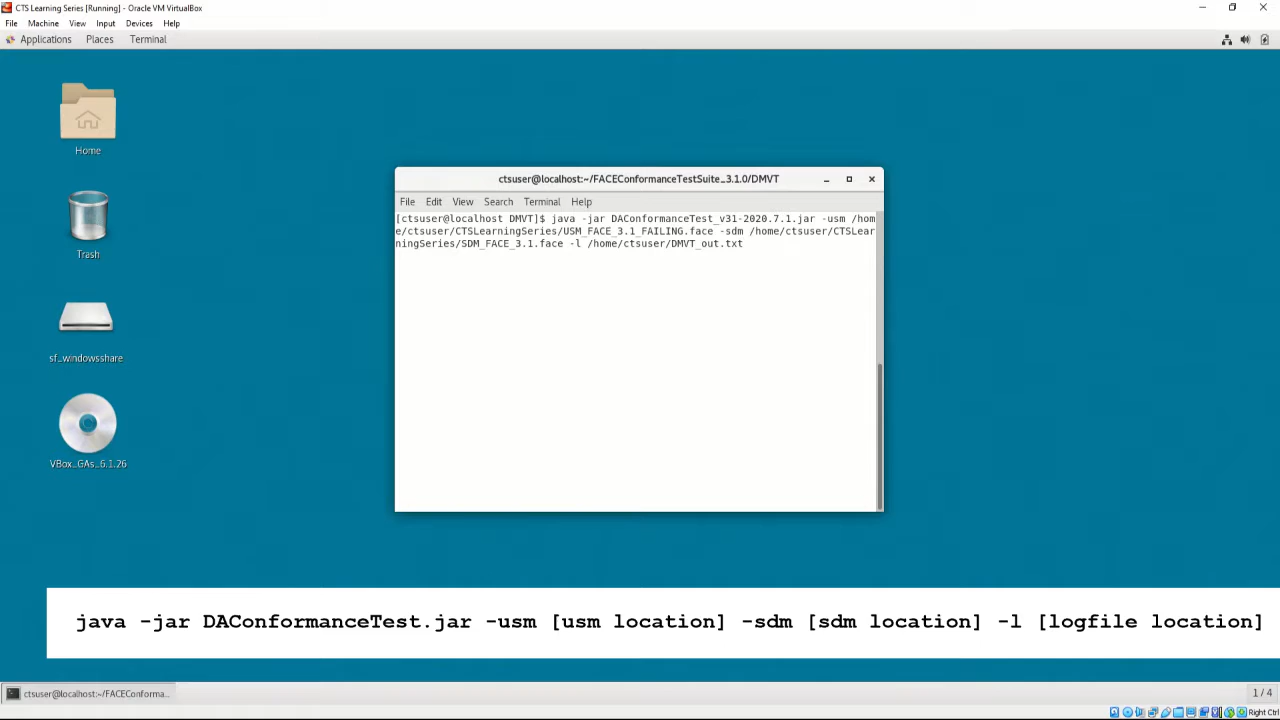 CTS Learning Series [Running] - Oracle VM VirtualBox
File Machine View Input Devices Help
Applications Places Terminal
Home
Trash
sf_windowsshare
VBox_GAs_6.1.26
ctsuser@localhost:~/FACEConformanceTestSuite_3.1.0/DMVT
File Edit View Search Terminal Help
[ctsuser@localhost DMVT]$ java -jar DAConformanceTest_v31-2020.7.1.jar -usm /hom
e/ctsuser/CTSLearningSeries/USM_FACE_3.1_FAILING.face -sdm /home/ctsuser/CTSLear
ningSeries/SDM_FACE_3.1.face -l /home/ctsuser/DMVT_out.txt
java -jar DAConformanceTest.jar -usm [usm location] -sdm [sdm location] -l [logfile location]
ctsuser@localhost:~/FACEConforma...
1 / 4
Right Ctrl